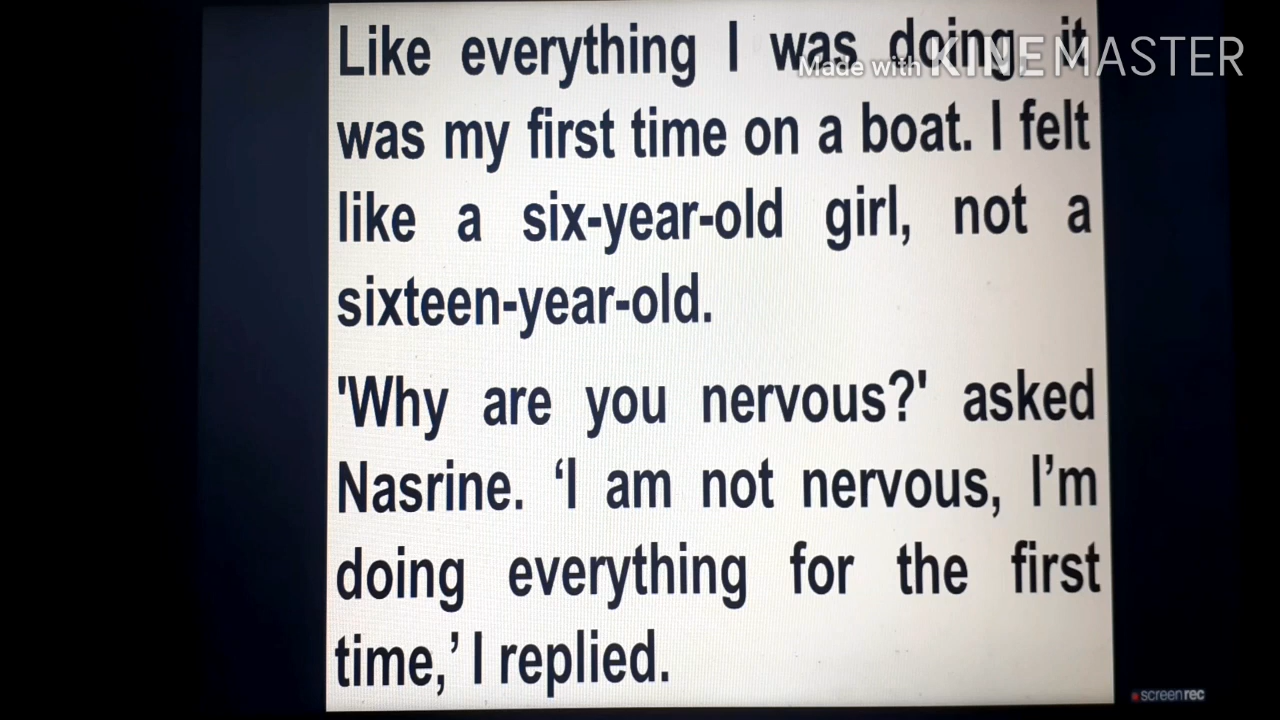 Like everything I was doing, it
Made with KINEMASTER
was my first time on a boat. I felt
like a six-year-old girl, not a
sixteen-year-old.
'Why are you nervous?' asked
Nasrine. ‘I am not nervous, I’m
doing everything for the first
time,’ I replied.
screenrec